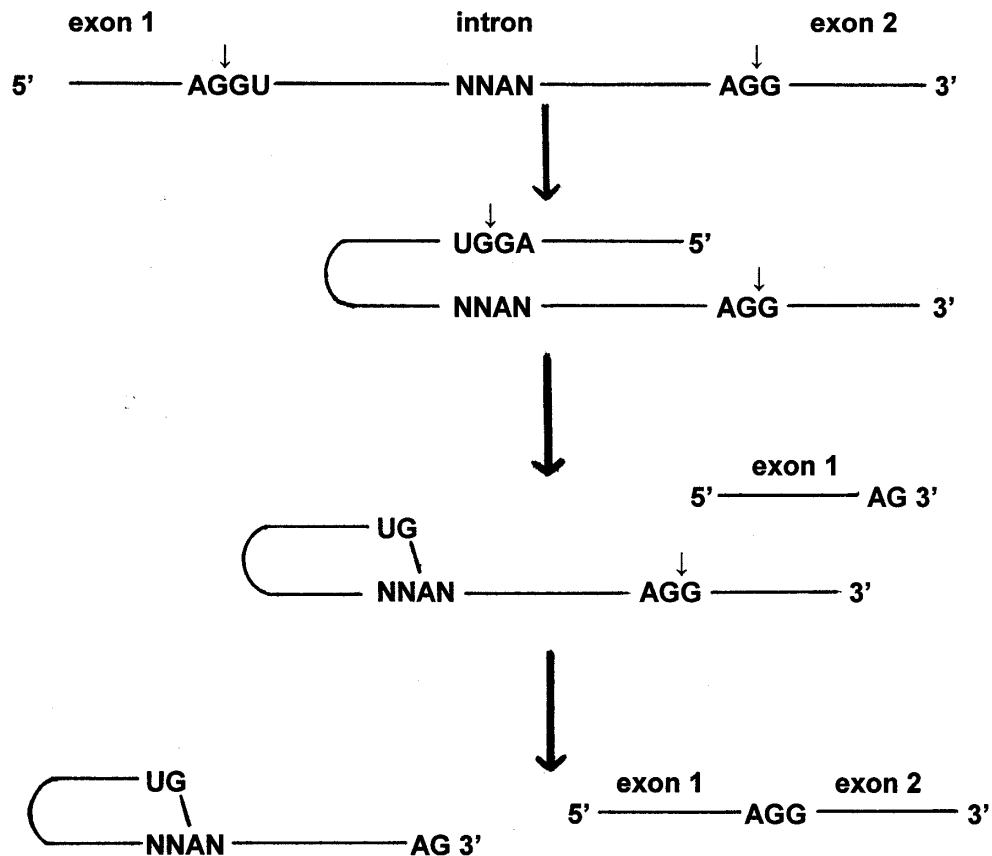 exon 1 intron exon 2
↓ ↓
5’ AGGU NNAN AGG 3’
↓
UGGA 5’
↓
NNAN AGG 3’
exon 1
5’ AG 3’
UG
↓
NNAN AGG 3’
UG
exon 1 exon 2
5’ AGG 3’
NNAN AG 3’